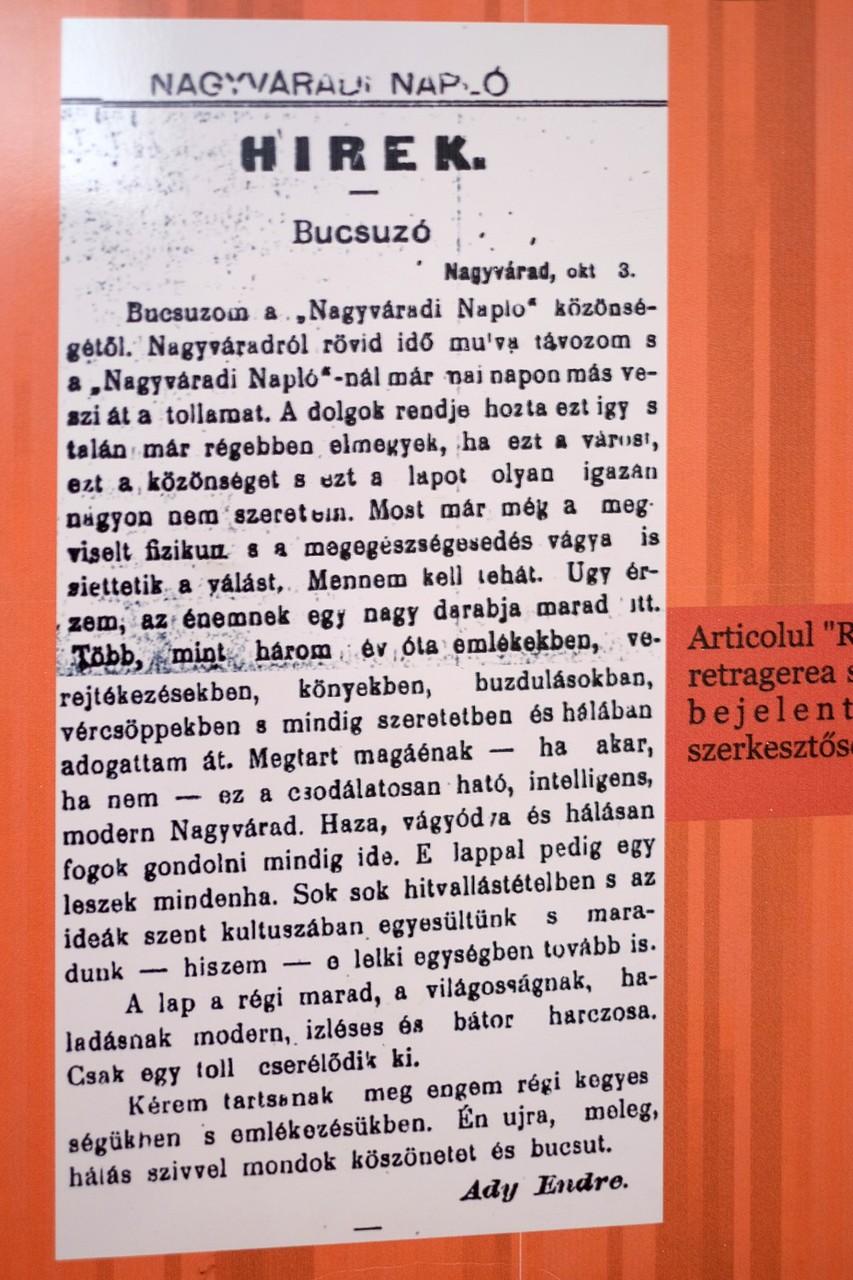 NAGYVÁRADI NAPLÓ
HIREK.
Bucsuzó
Nagyvárad, okt 3.
Bucsuzom a „Nagyváradi Napló“ közönsé-
gétől. Nagyváradról rövid idő mulva távozom s
a „Nagyváradi Napló“-nál már mai napon más ve-
szi át a tollamat. A dolgok rendje hozta ezt igy s
talán már régebben elmegyek, ha ezt a várost,
ezt a közönséget s ezt a lapot olyan igazán
nagyon nem szeretem. Most már még a meg-
viselt fizikum s a megegészségesedés vágya is
siettetik a válást. Mennem kell tehát. Ugy ér-
zem, az énemnek egy nagy darabja marad itt.
Több, mint három év óta emlékekben, ve-
rejtékezésekben, könyekben, buzdulásokban,
vércsöppekben s mindig szeretetben és hálában
adogattam át. Megtart magáénak — ha akar,
ha nem — ez a csodálatosan ható, intelligens,
modern Nagyvárad. Haza, vágyódva és hálásan
fogok gondolni mindig ide. E lappal pedig egy
leszek mindenha. Sok sok hitvallástételben s az
ideák szent kultuszában egyesültünk s mara-
dunk — hiszem — e lelki egységben tovább is.
A lap a régi marad, a világosságnak, ha-
ladásnak modern, izléses és bátor harczosa.
Csak egy toll cserélődik ki.
Kérem tartsanak meg engem régi kegyes
ségükben s emlékezésükben. Én ujra, meleg,
hálás szivvel mondok köszönetet és bucsut.
Ady Endre.
Articolul "R
retragerea s
bejelent
szerkesztős